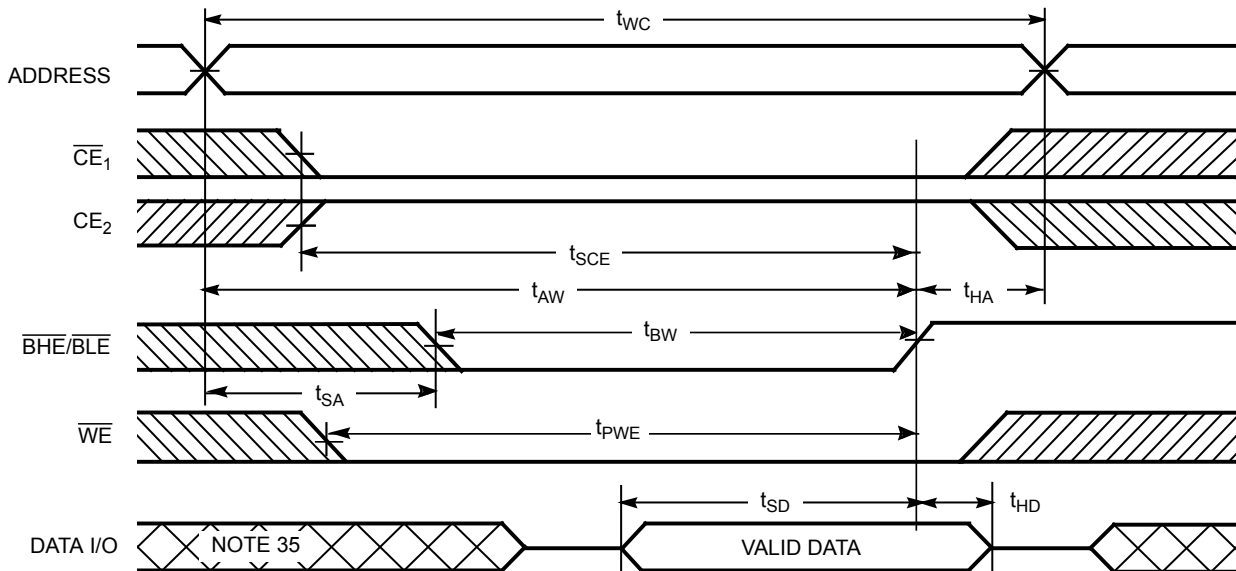 tWC
ADDRESS
CE1
CE2
tSCE
tAW
tHA
tBW
BHE/BLE
tSA
WE
tPWE
tSD
tHD
DATA I/O
NOTE 35
VALID DATA